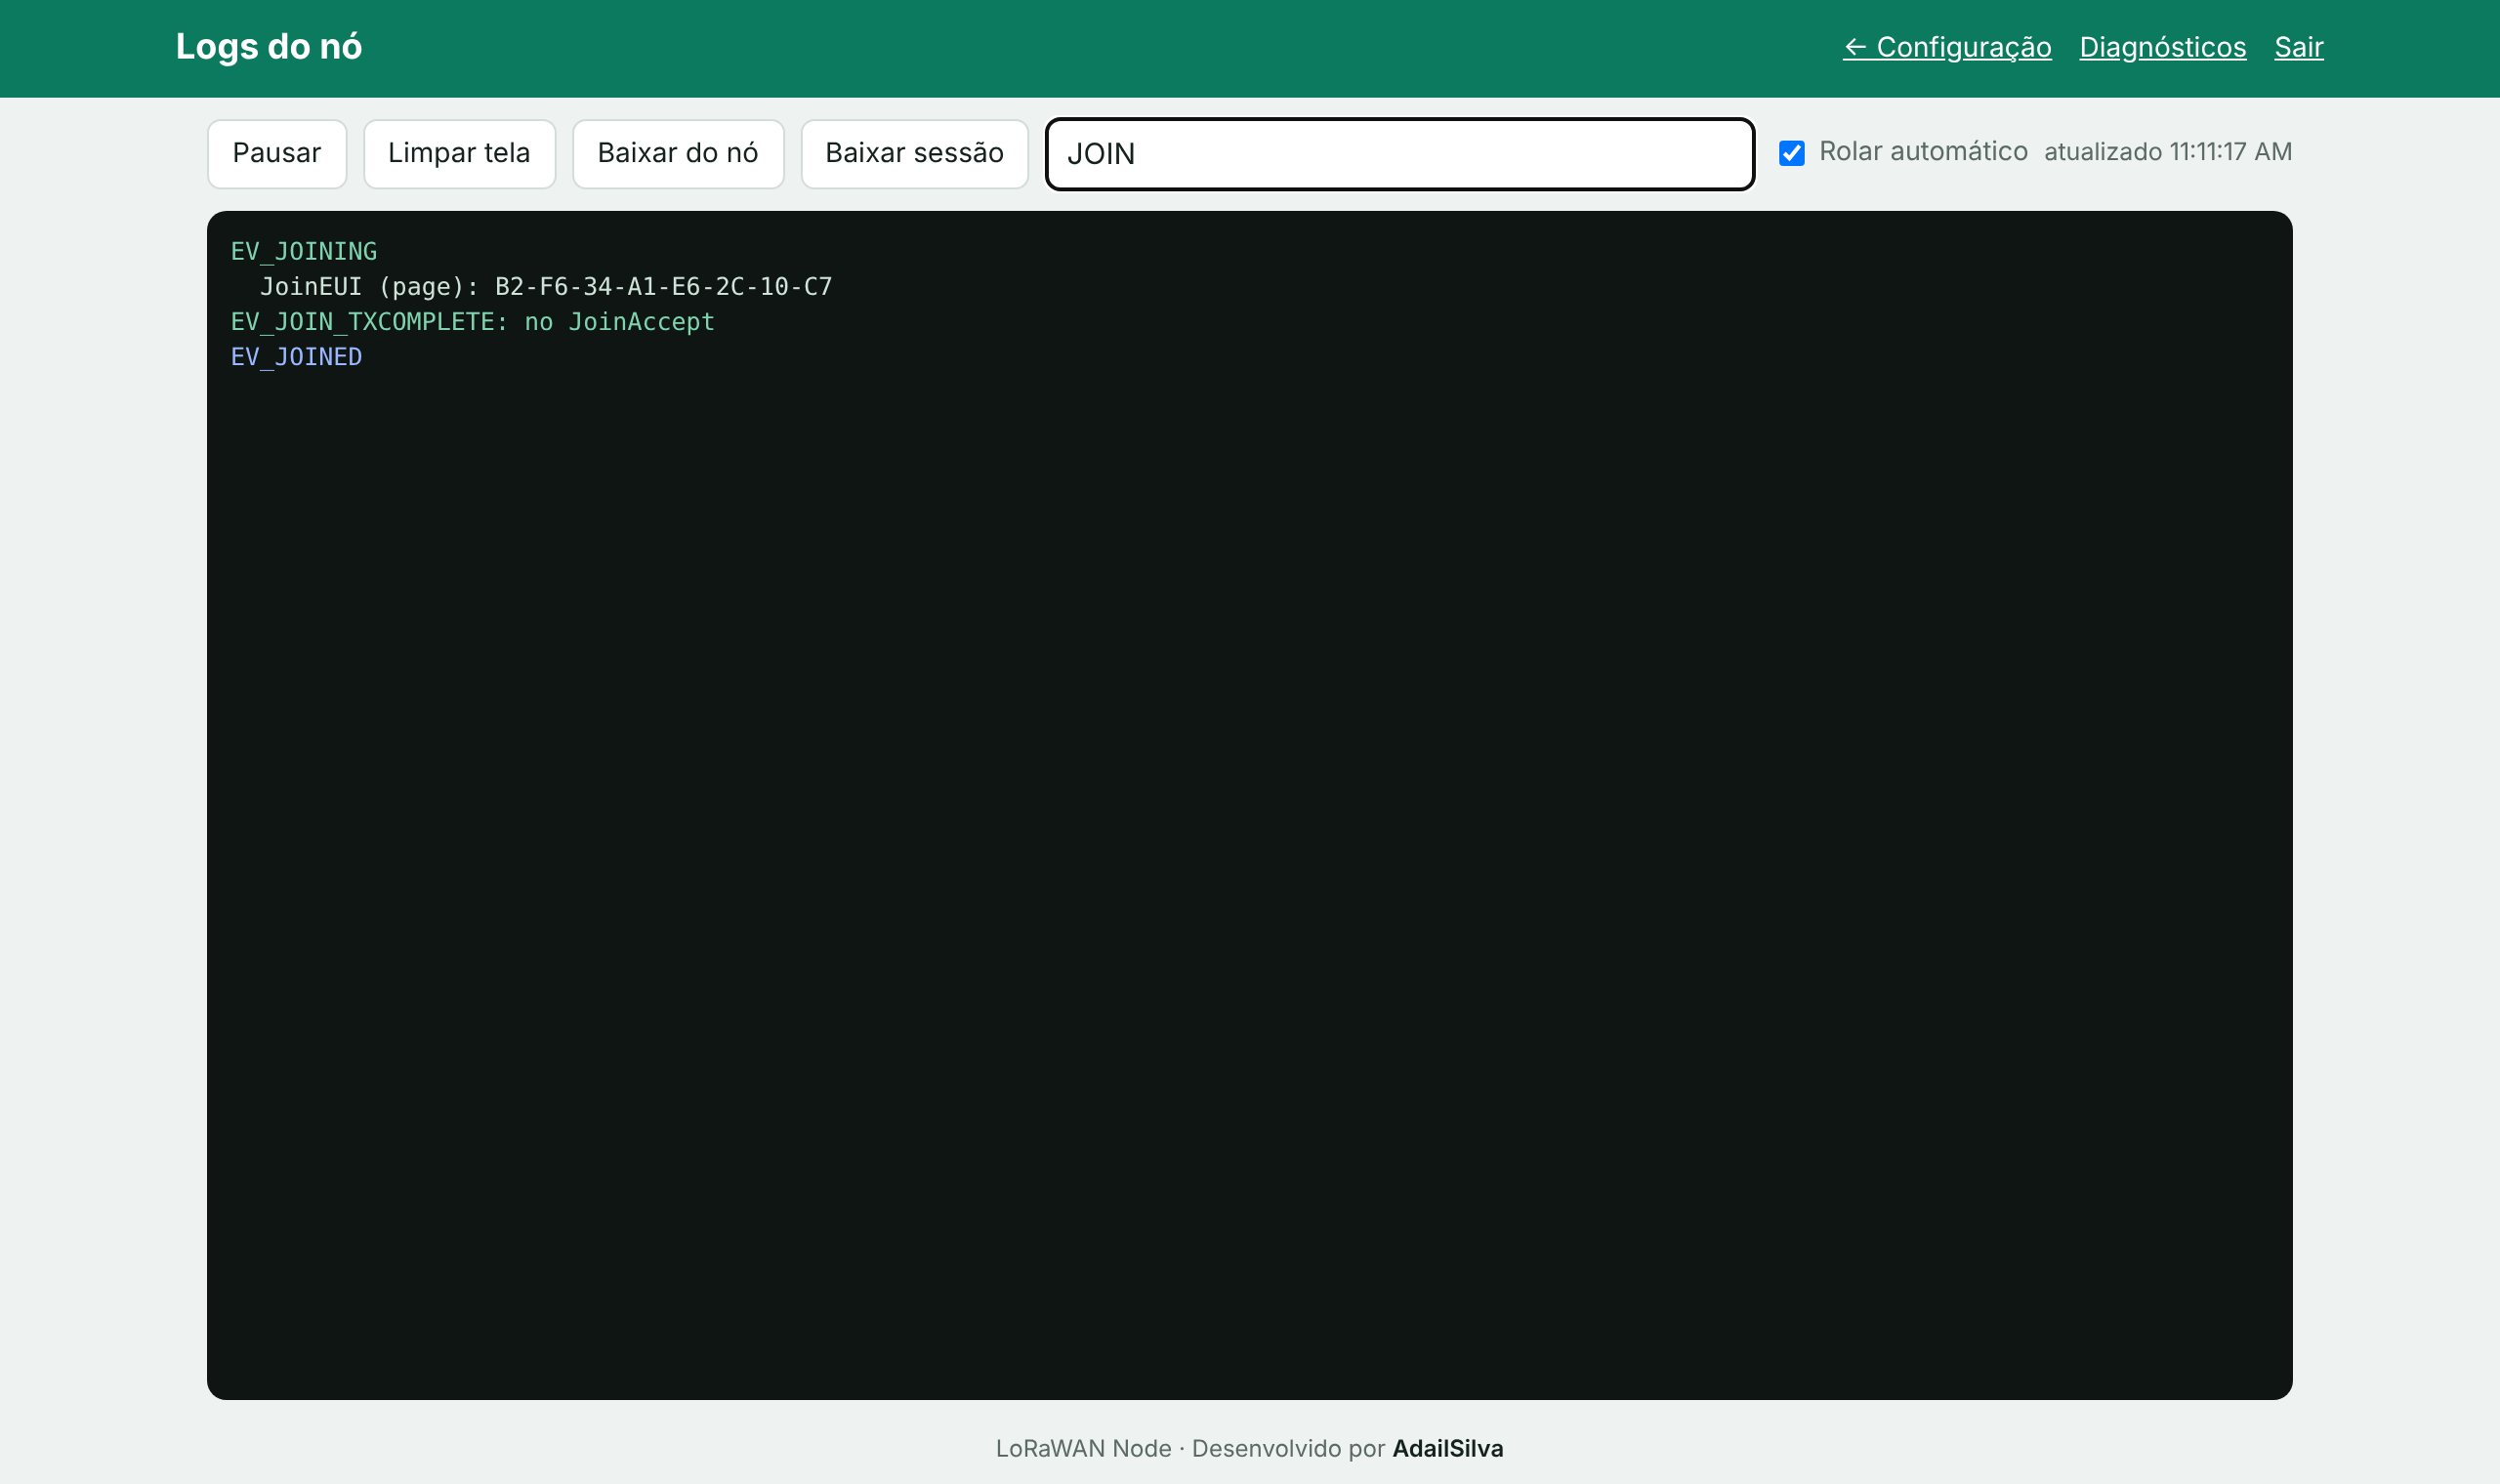 Logs do nó
← Configuração Diagnósticos Sair
Pausar Limpar tela Baixar do nó Baixar sessão JOIN Rolar automático atualizado 11:11:17 AM
EV_JOINING
JoinEUI (page): B2-F6-34-A1-E6-2C-10-C7
EV_JOIN_TXCOMPLETE: no JoinAccept
EV_JOINED
LoRaWAN Node · Desenvolvido por AdailSilva